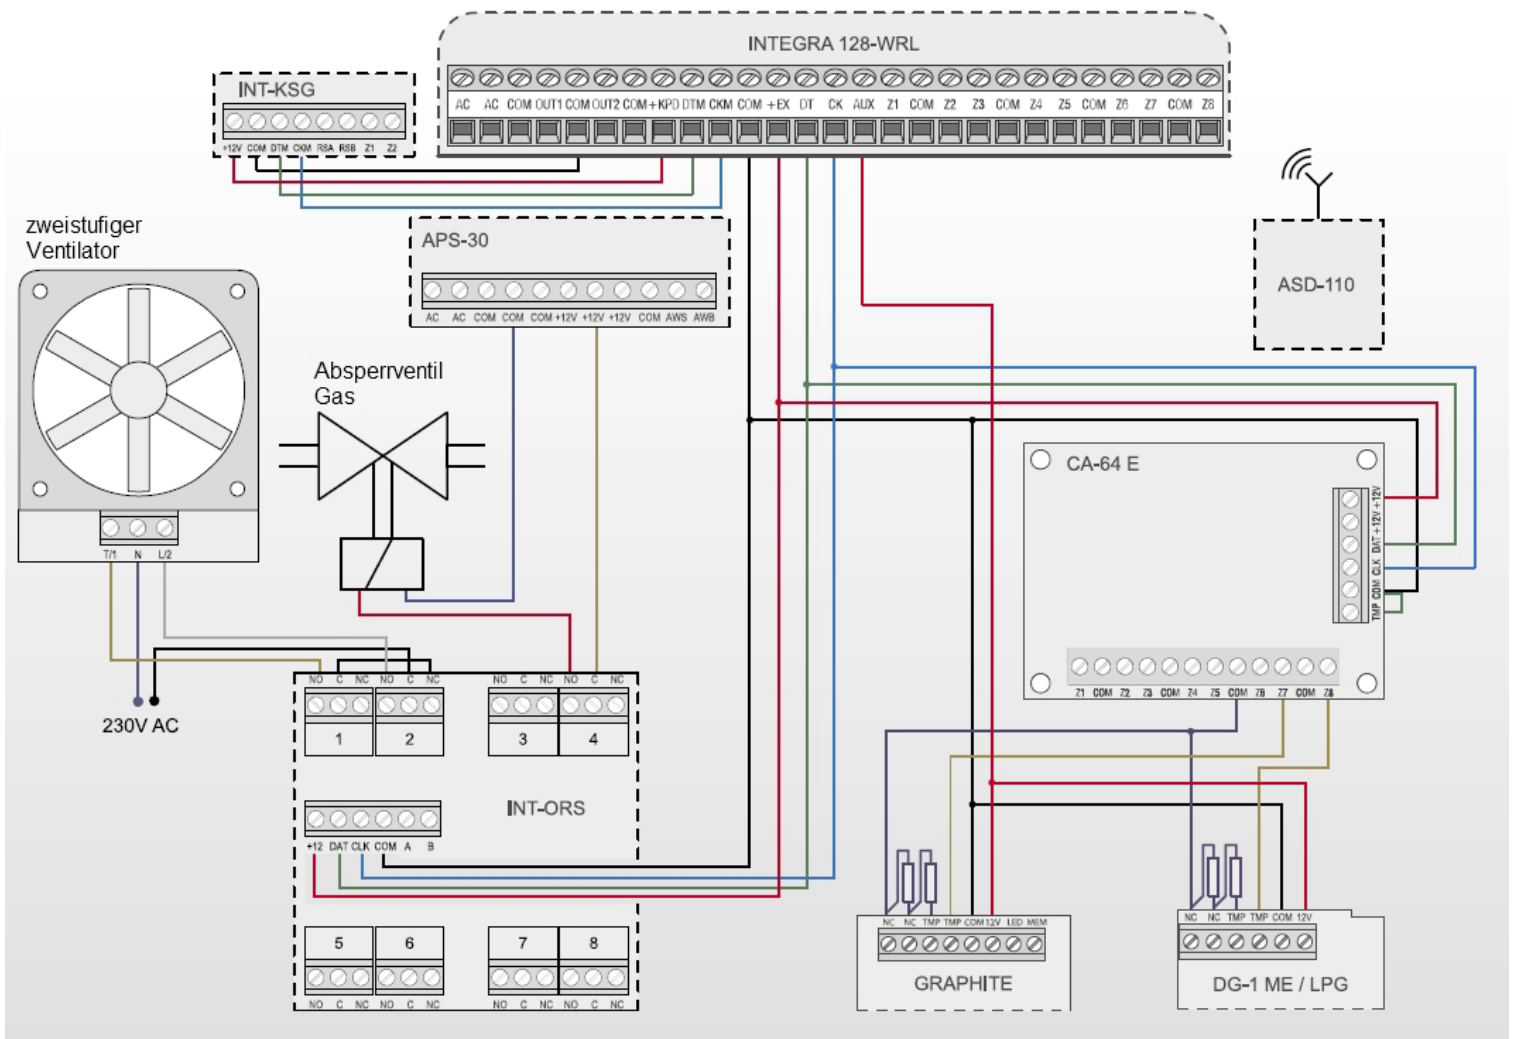 INTEGRA 128-WRL
AC AC COM OUT1 COM OUT2 COM +KPD DTM CKM COM +EX DT CK AUX Z1 COM Z2 Z3 COM Z4 Z5 COM Z6 Z7 COM Z8
INT-KSG
+12V COM DTM CKM RSA RSB Z1 Z2
zweistufiger
Ventilator
APS-30
AC AC COM COM COM +12V +12V +12V COM AWS AWB
ASD-110
Absperrventil
Gas
CA-64 E
+12V
+12V
DAT
CLK
COM
TMP
T/1 N L/2
Z1 COM Z2 Z3 COM Z4 Z5 COM Z6 Z7 COM Z8
230V AC
NO C NC NO C NC NO C NC
1 2 3 4
INT-ORS
+12 DAT CLK COM A B
5 6 7 8
NO C NC NO C NC NO C NC NO C NC
NC NC TMP TMP COM 12V LED MEM
GRAPHITE
NC NC TMP TMP COM 12V
DG-1 ME / LPG